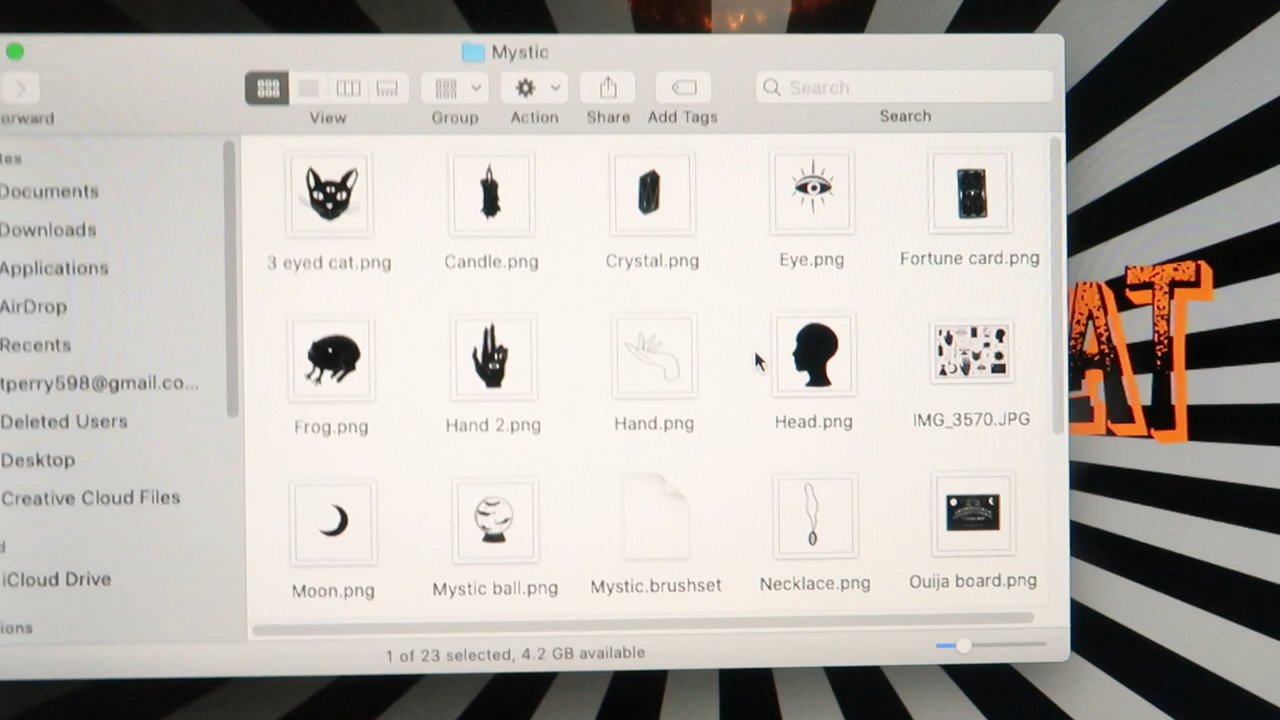 Mystic
Search
orward
View
Group
Action
Share
Add Tags
Search
tes
Documents
Downloads
Applications
AirDrop
Recents
tperry598@gmail.co...
Deleted Users
Desktop
Creative Cloud Files
d
iCloud Drive
ions
3 eyed cat.png
Candle.png
Crystal.png
Eye.png
Fortune card.png
Frog.png
Hand 2.png
Hand.png
Head.png
IMG_3570.JPG
Moon.png
Mystic ball.png
Mystic.brushset
Necklace.png
Ouija board.png
1 of 23 selected, 4.2 GB available
AT